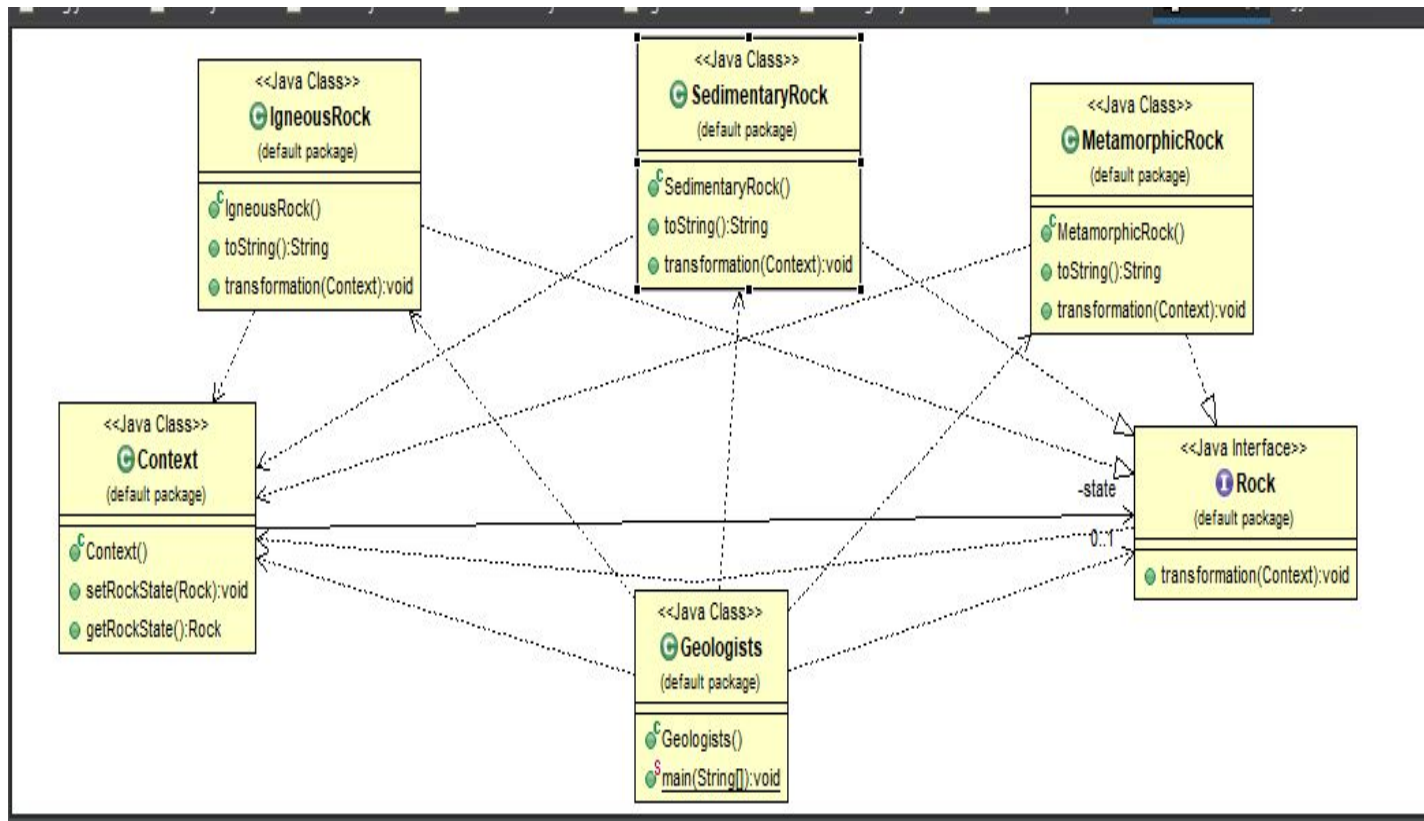 <<Java Class>>
IgneousRock
(default package)
IgneousRock()
toString():String
transformation(Context):void
<<Java Class>>
SedimentaryRock
(default package)
SedimentaryRock()
toString():String
transformation(Context):void
<<Java Class>>
MetamorphicRock
(default package)
MetamorphicRock()
toString():String
transformation(Context):void
<<Java Class>>
Context
(default package)
Context()
setRockState(Rock):void
getRockState():Rock
-state
0..1
<<Java Interface>>
Rock
(default package)
transformation(Context):void
<<Java Class>>
Geologists
(default package)
Geologists()
main(String[]):void